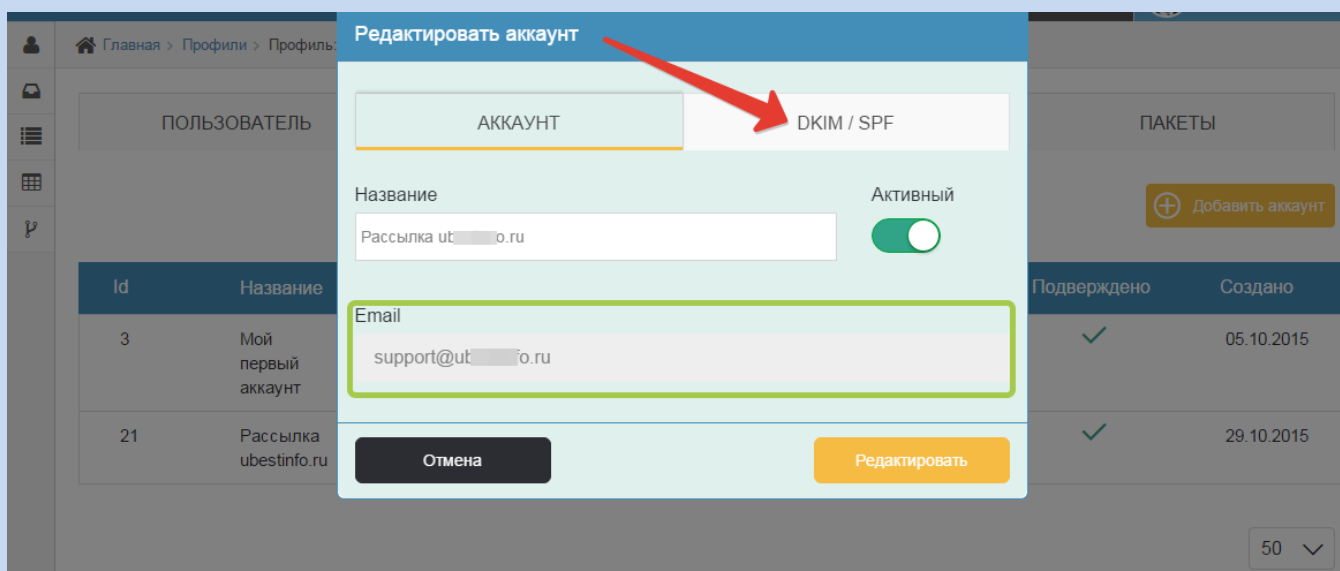 Редактировать аккаунт
Главная > Профили > Профиль:
ПОЛЬЗОВАТЕЛЬ
АККАУНТ
DKIM / SPF
ПАКЕТЫ
Название
Активный
Рассылка ub o.ru
Добавить аккаунт
Id Название Подтверждено Создано
Email
support@ub o.ru
3 Мой первый аккаунт 05.10.2015
21 Рассылка ubestinfo.ru 29.10.2015
Отмена
Редактировать
50